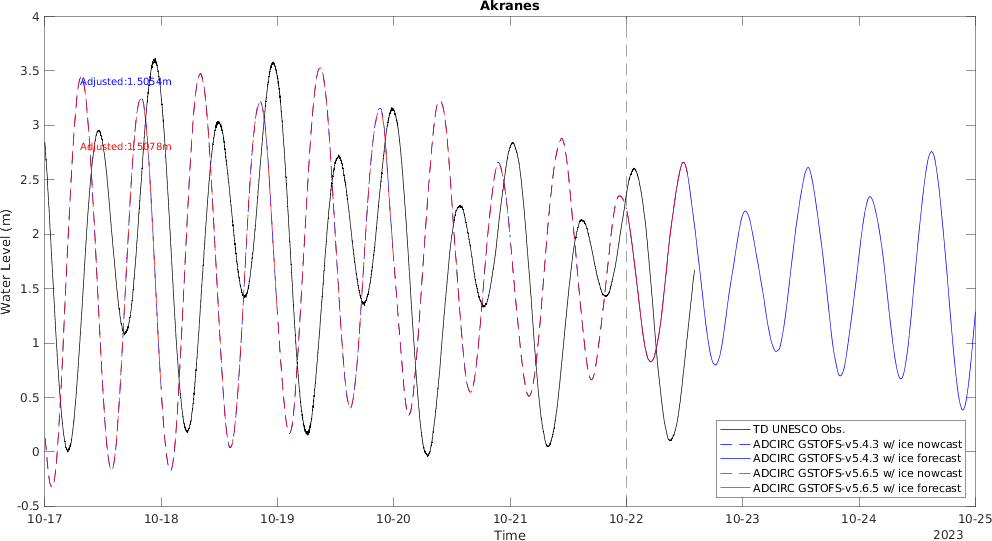 Akranes
4
3.5
3
2.5
2
1.5
1
0.5
0
-0.5
Water Level (m)
Adjusted:1.5054m
Adjusted:1.5078m
TD UNESCO Obs.
ADCIRC GSTOFS-v5.4.3 w/ ice nowcast
ADCIRC GSTOFS-v5.4.3 w/ ice forecast
ADCIRC GSTOFS-v5.6.5 w/ ice nowcast
ADCIRC GSTOFS-v5.6.5 w/ ice forecast
10-17 10-18 10-19 10-20 10-21 10-22 10-23 10-24 10-25
Time
2023